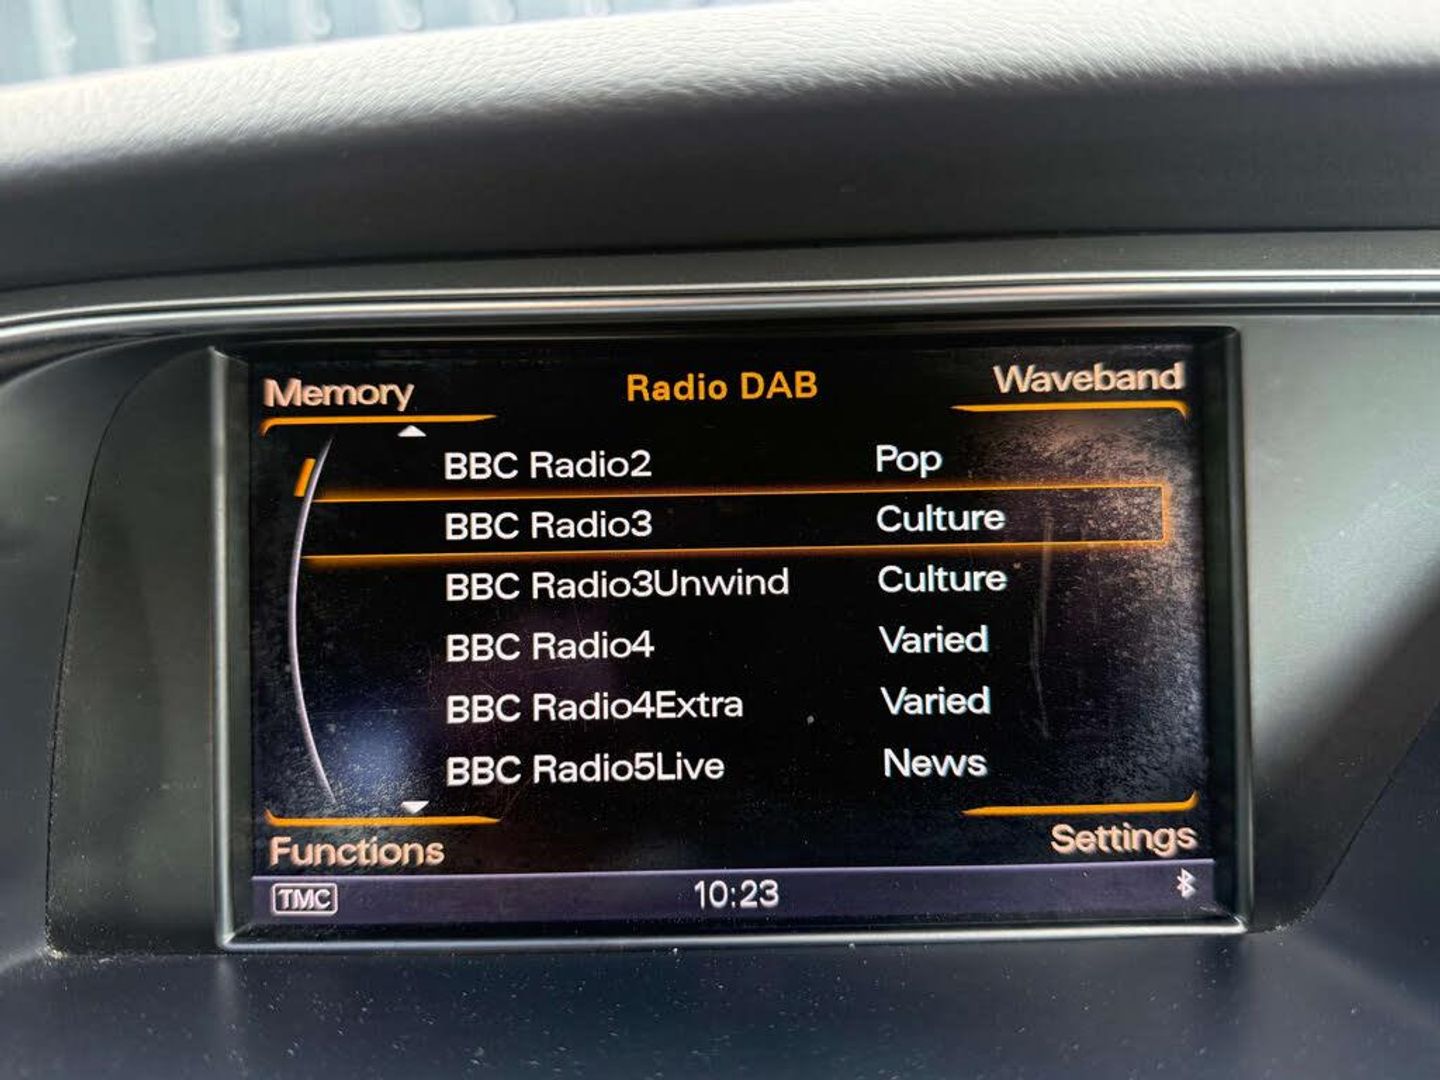 Memory Radio DAB Waveband
BBC Radio2 Pop
BBC Radio3 Culture
BBC Radio3Unwind Culture
BBC Radio4 Varied
BBC Radio4Extra Varied
BBC Radio5Live News
Functions Settings
TMC 10:23